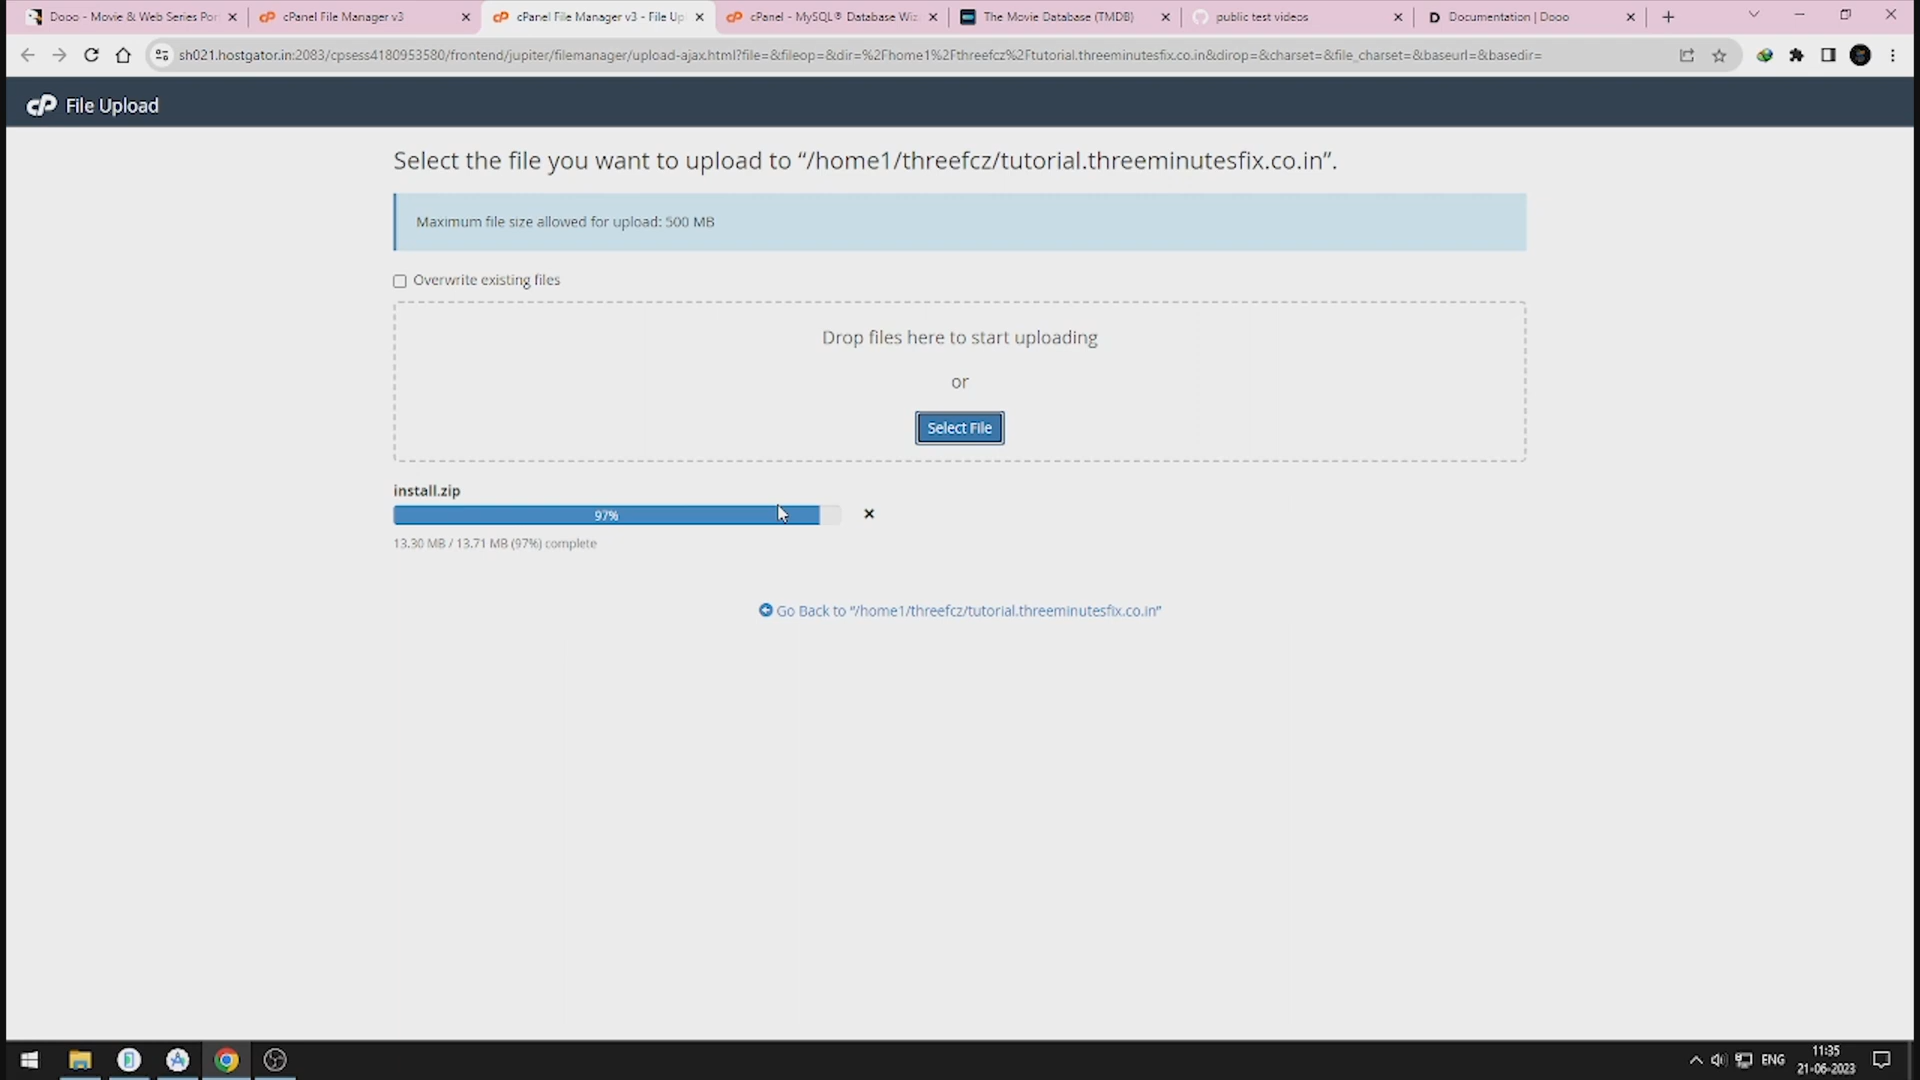 Dooo - Movie & Web Series Por
cPanel File Manager v3
cPanel File Manager v3 - File Up
cPanel - MySQL® Database Wiz
The Movie Database (TMDB)
public test videos
Documentation | Dooo
sh021.hostgator.in:2083/cpsess4180953580/frontend/jupiter/filemanager/upload-ajax.html?file=&fileop=&dir=%2Fhome1%2Fthreefcz%2Ftutorial.threeminutesfix.co.in&dirop=&charset=&file_charset=&baseurl=&basedir=
cP File Upload
Select the file you want to upload to “/home1/threefcz/tutorial.threeminutesfix.co.in”.
Maximum file size allowed for upload: 500 MB
Overwrite existing files
Drop files here to start uploading
or
Select File
install.zip
97%
13.30 MB / 13.71 MB (97%) complete
Go Back to “/home1/threefcz/tutorial.threeminutesfix.co.in”
ENG
11:35
21-06-2023